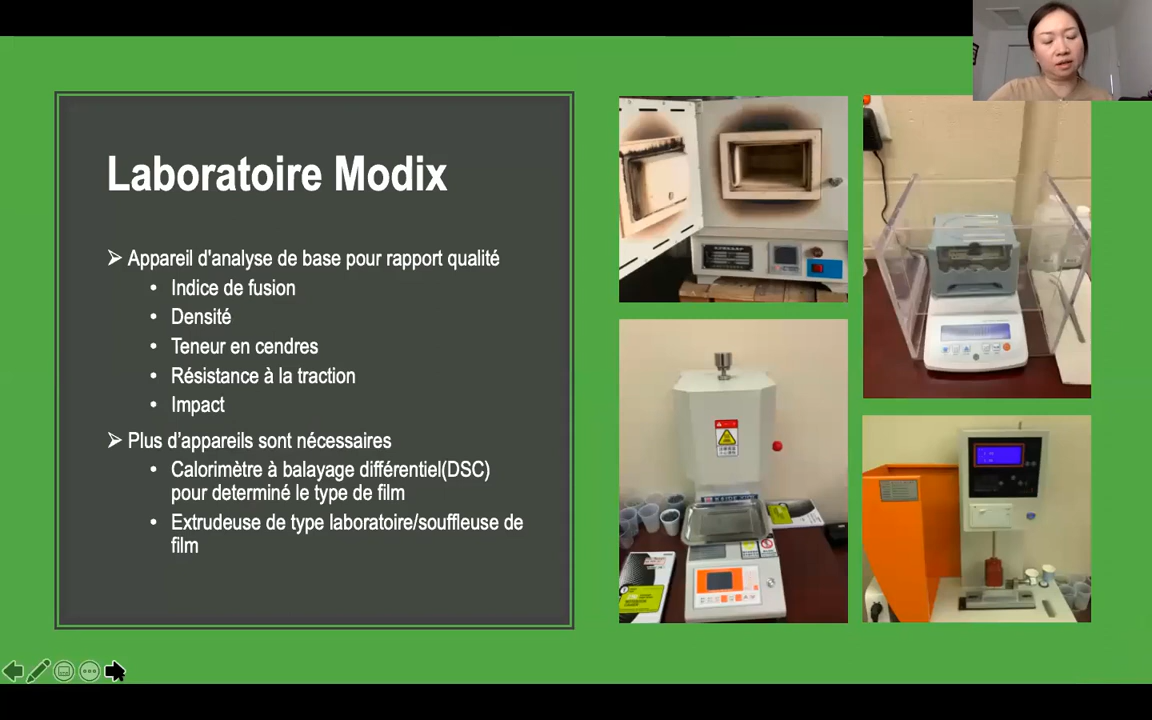 Laboratoire Modix
➢ Appareil d'analyse de base pour rapport qualité
• Indice de fusion
• Densité
• Teneur en cendres
• Résistance à la traction
• Impact
➢ Plus d'appareils sont nécessaires
• Calorimètre à balayage différentiel(DSC)
pour determiné le type de film
• Extrudeuse de type laboratoire/souffleuse de
film